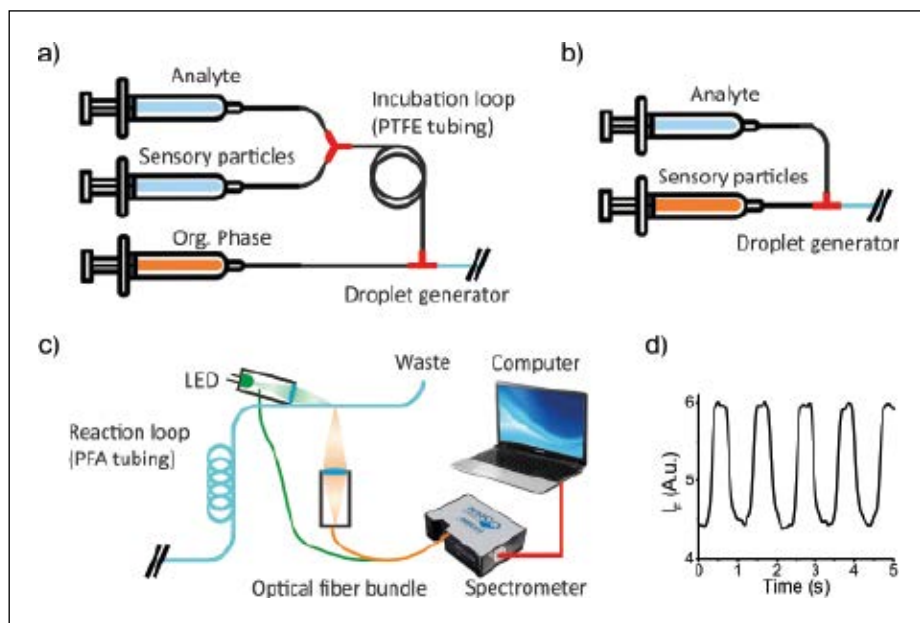 a)
Analyte
Incubation loop
(PTFE tubing)
Sensory particles
Org. Phase
Droplet generator
b)
Analyte
Sensory particles
Droplet generator
c)
LED
Waste
Computer
Reaction loop
(PFA tubing)
Optical fiber bundle
Spectrometer
d)
I_F (A.u.)
6
5
4
0 1 2 3 4 5
Time (s)